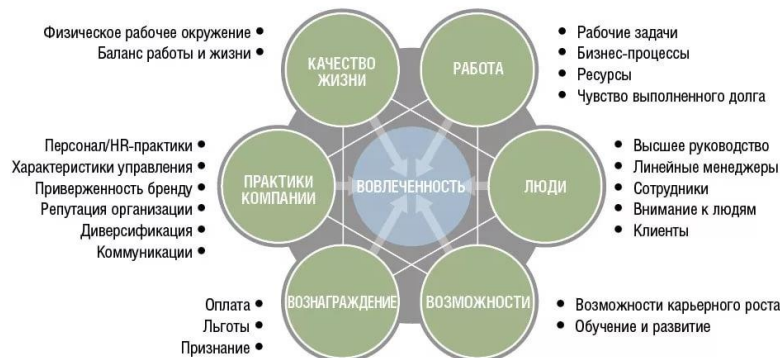 Физическое рабочее окружение •
Баланс работы и жизни •
КАЧЕСТВО
ЖИЗНИ
РАБОТА
• Рабочие задачи
• Бизнес-процессы
• Ресурсы
• Чувство выполненного долга
Персонал/HR-практики •
Характеристики управления •
Приверженность бренду •
Репутация организации •
Диверсификация •
Коммуникации •
ПРАКТИКИ
КОМПАНИИ
ВОВЛЕЧЕННОСТЬ
ЛЮДИ
• Высшее руководство
• Линейные менеджеры
• Сотрудники
• Внимание к людям
• Клиенты
Оплата •
Льготы •
Признание •
ВОЗНАГРАЖДЕНИЕ
ВОЗМОЖНОСТИ
• Возможности карьерного роста
• Обучение и развитие